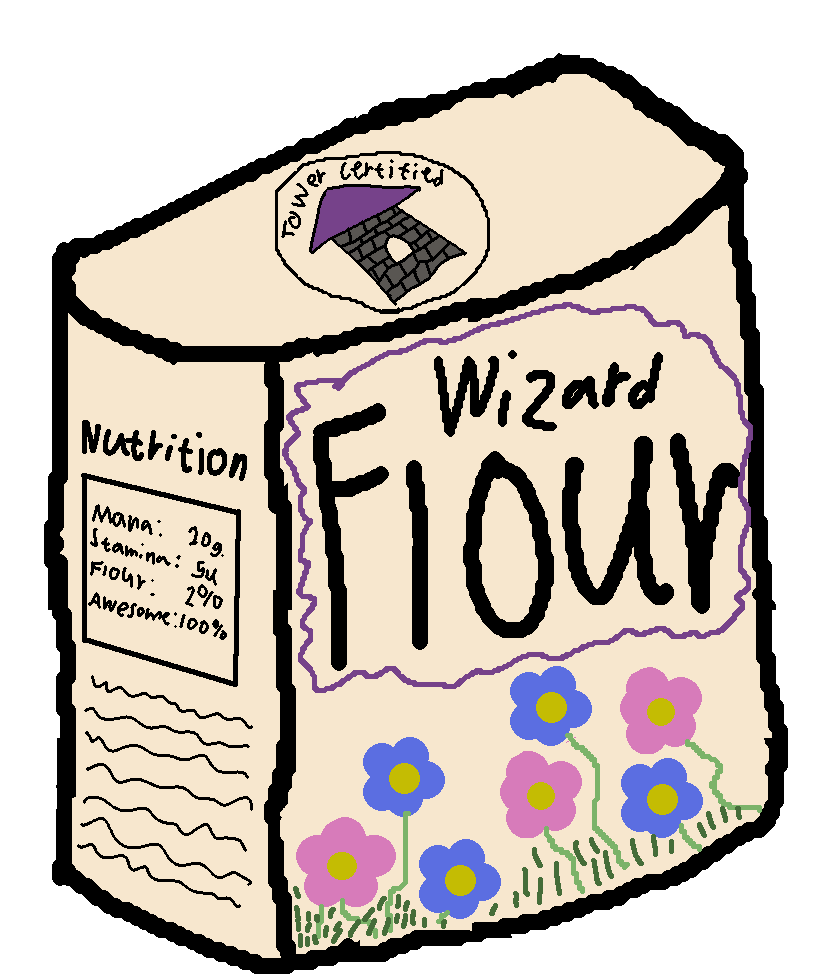 Tower Certified
Wizard
Flour
Nutrition
Mana: 20g.
Stamina: 5u
Flour: 2%
Awesome: 100%